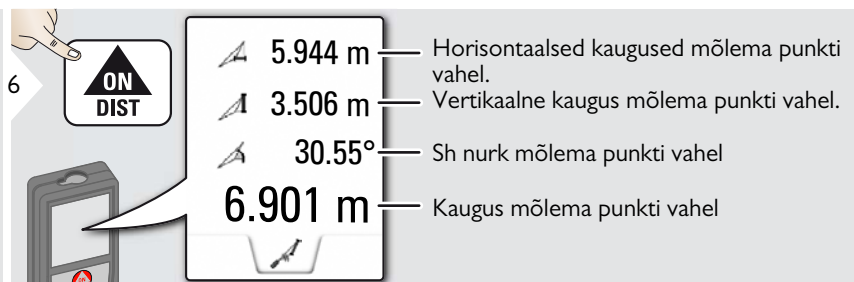 6
ON
DIST
5.944 m
Horisontaalsed kaugused mõlema punkti
vahel.
3.506 m
Vertikaalne kaugus mõlema punkti vahel.
30.55°
Sh nurk mõlema punkti vahel
6.901 m
Kaugus mõlema punkti vahel